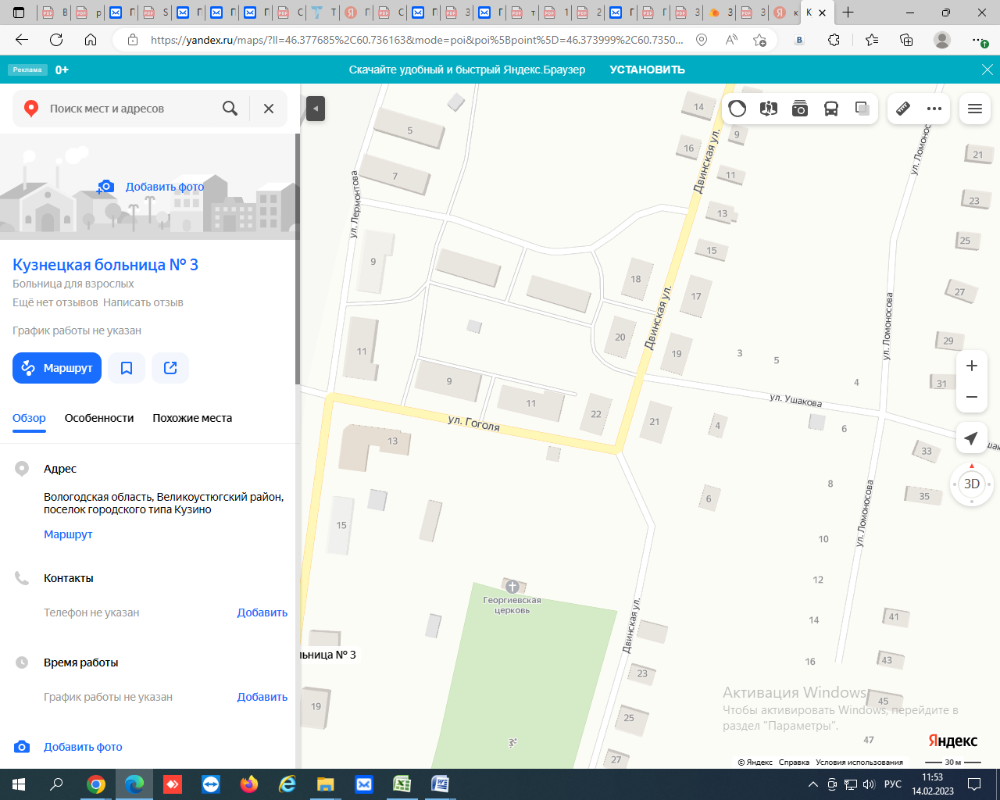 https://yandex.ru/maps/?ll=46.377685%2C60.736163&mode=poi&poi%5Bpoint%5D=46.373999%2C60.7350...
Реклама 0+ Скачайте удобный и быстрый Яндекс.Браузер УСТАНОВИТЬ
Поиск мест и адресов
Добавить фото
Кузнецкая больница № 3
Больница для взрослых
Ещё нет отзывов Написать отзыв
График работы не указан
Маршрут
Обзор Особенности Похожие места
Адрес
Вологодская область, Великоустюгский район,
поселок городского типа Кузино
Маршрут
Контакты
Телефон не указан Добавить
Время работы
График работы не указан Добавить
Добавить фото
14
5
16
9
21
7
11
ул. Лермонтова
Двинская ул.
ул. Ломонос
23
13
25
15
9
18
17
27
Двинская ул.
ул. Ломоносова
20
29
11
19
3
5
4
31
9
11
22
21
ул. Гоголя
ул. Ушакова
4
6
13
33
3D
8
6
35
15
10
ул. Ломоносова
12
Георгиевская
церковь
14
41
Двинская ул.
льница № 3
16
43
23
19
45
25
47
27
Активация Windows
Чтобы активировать Windows, перейдите в
раздел "Параметры".
Яндекс
© Яндекс Справка Условия использования 30 м
РУС
11:53
14.02.2023